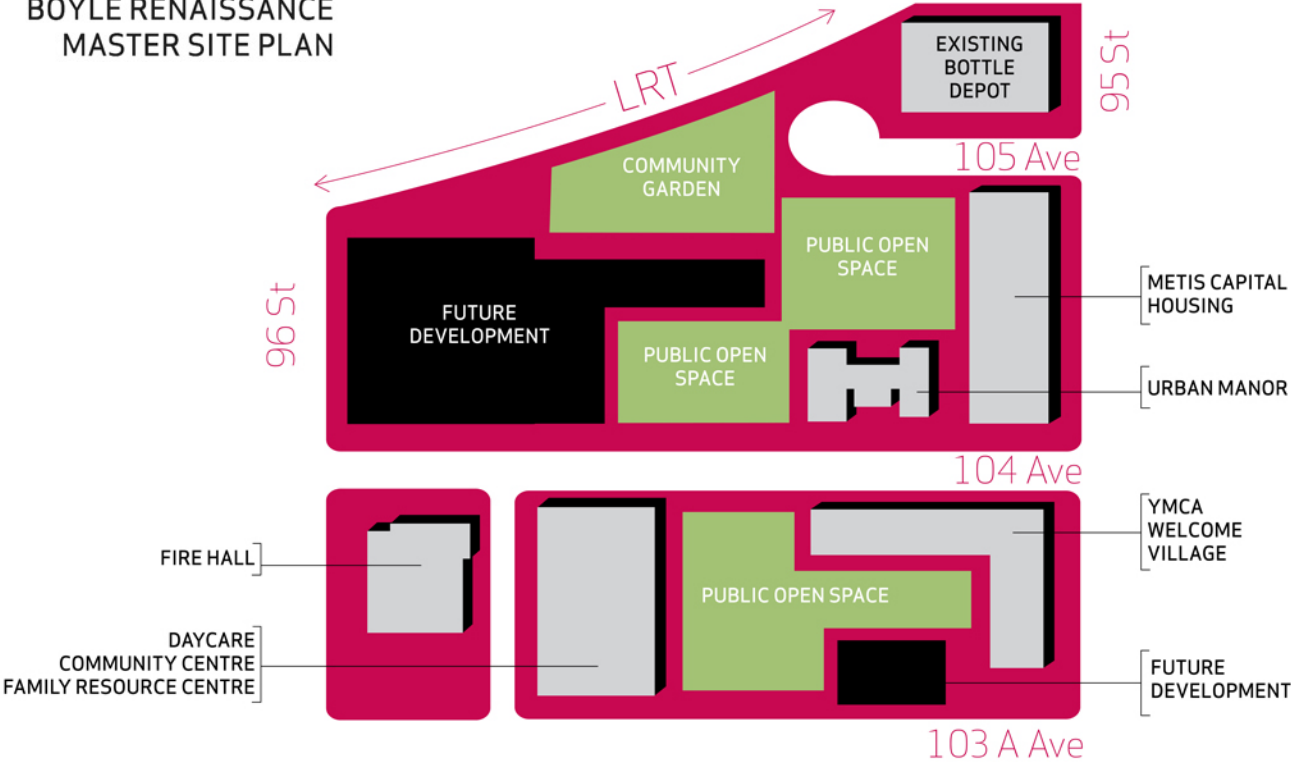 BOYLE RENAISSANCE
MASTER SITE PLAN
LRT
EXISTING
BOTTLE
DEPOT
95 St
105 Ave
COMMUNITY
GARDEN
PUBLIC OPEN
SPACE
METIS CAPITAL
HOUSING
96 St
FUTURE
DEVELOPMENT
PUBLIC OPEN
SPACE
URBAN MANOR
104 Ave
YMCA
WELCOME
VILLAGE
FIRE HALL
PUBLIC OPEN SPACE
DAYCARE
COMMUNITY CENTRE
FAMILY RESOURCE CENTRE
FUTURE
DEVELOPMENT
103 A Ave